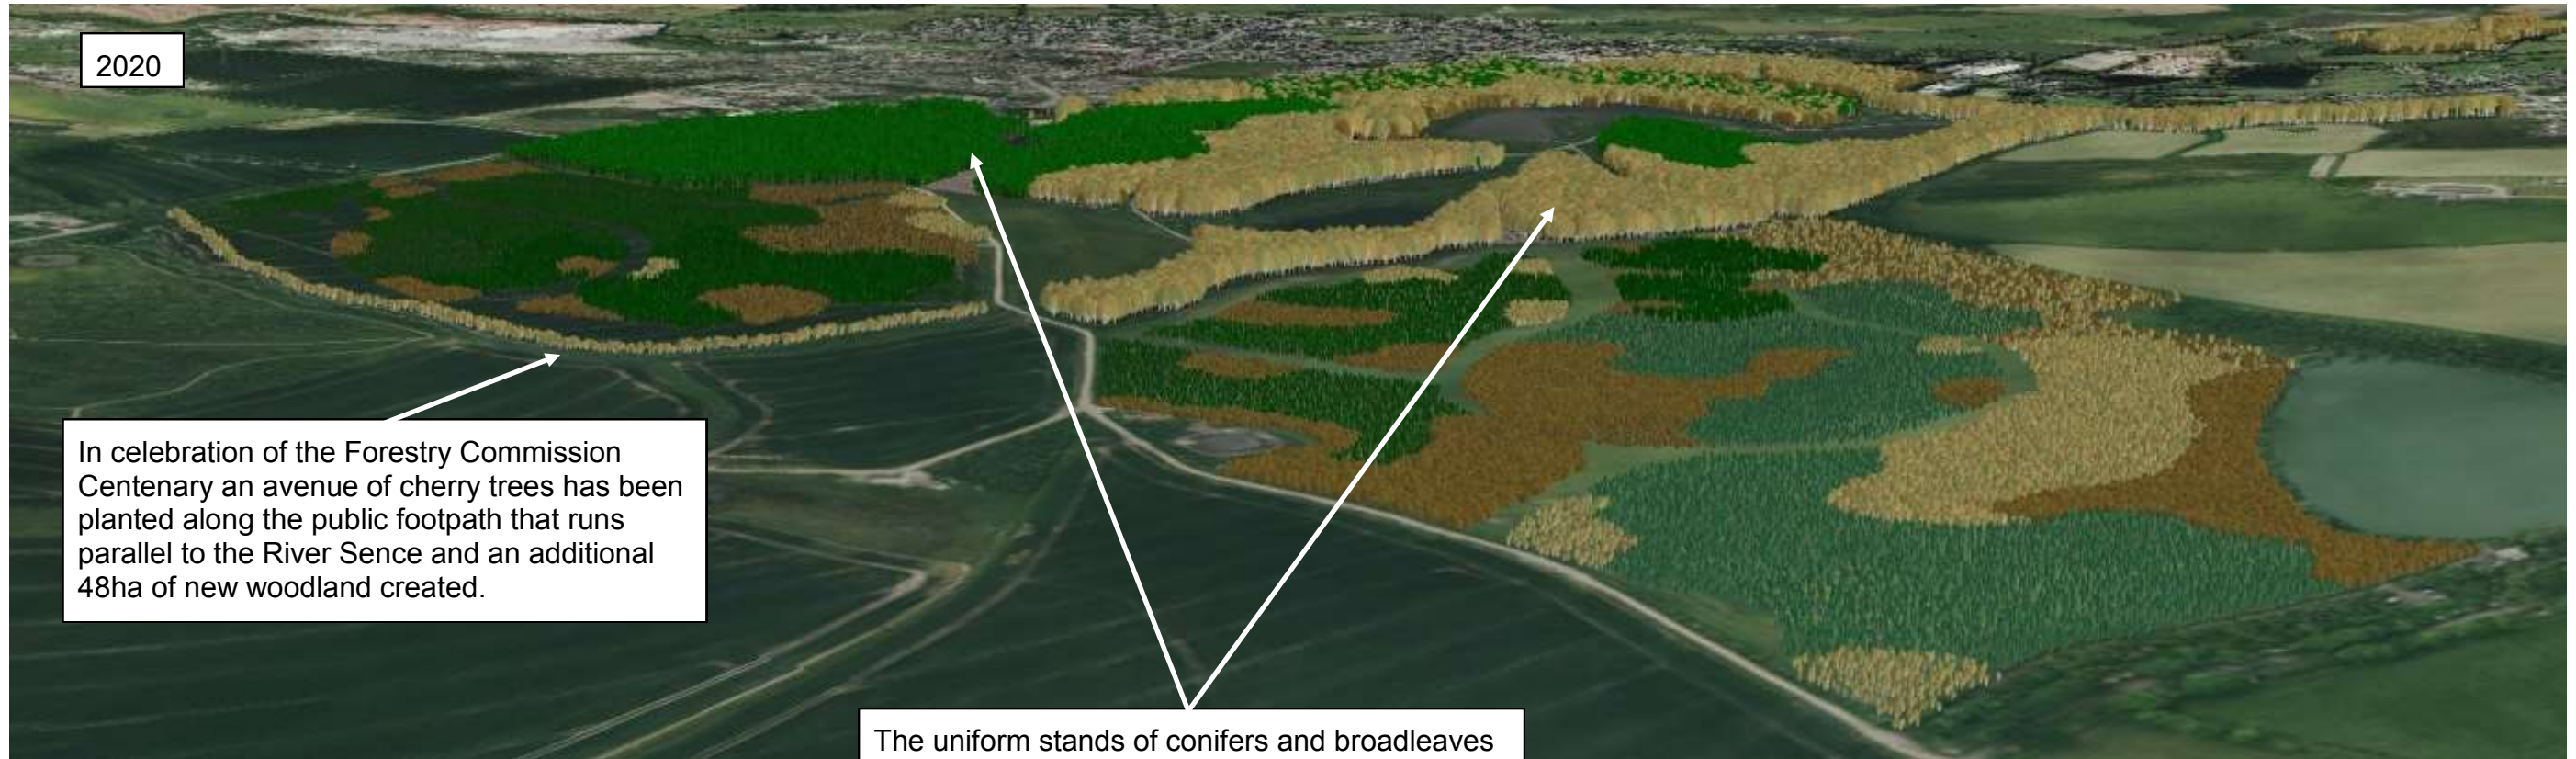 2020
In celebration of the Forestry Commission
Centenary an avenue of cherry trees has been
planted along the public footpath that runs
parallel to the River Sence and an additional
48ha of new woodland created.
The uniform stands of conifers and broadleaves